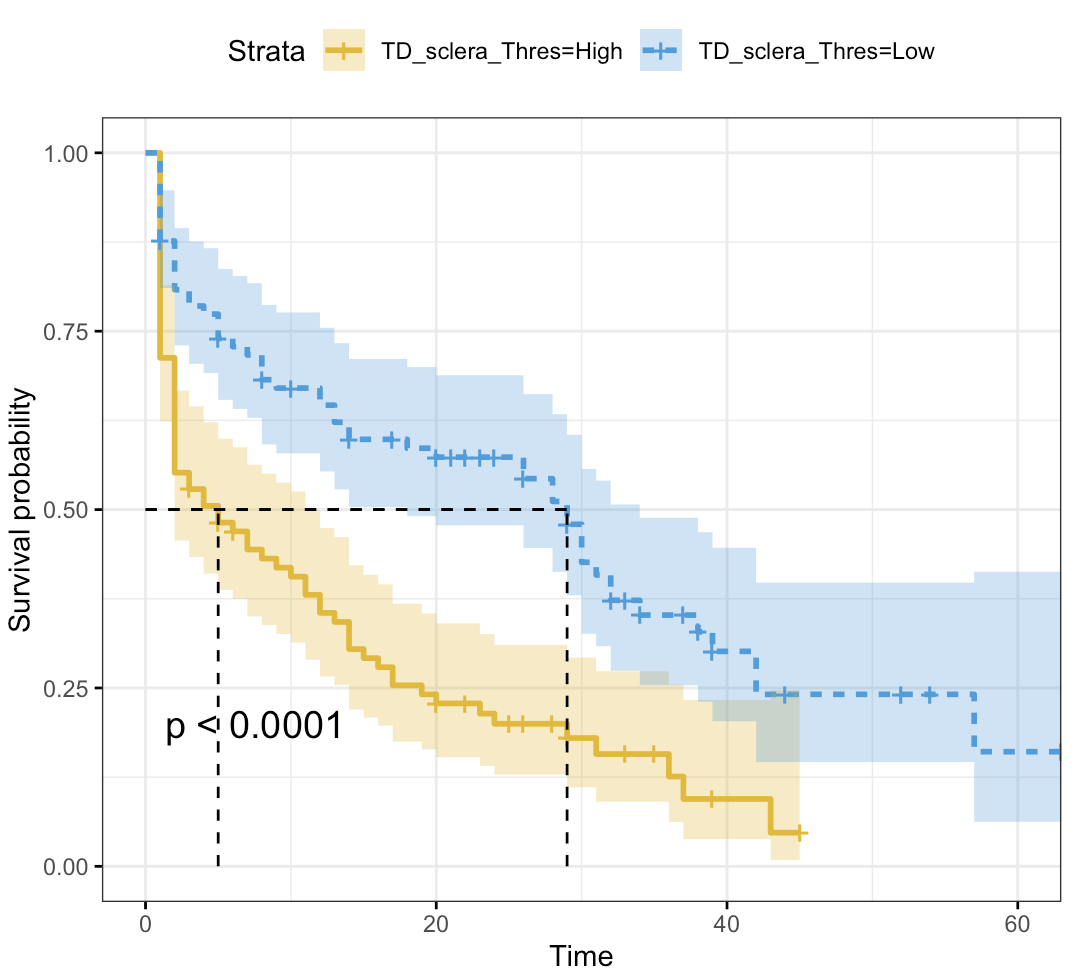 Strata TD_sclera_Thres=High TD_sclera_Thres=Low
1.00
0.75
0.50
0.25
0.00
Survival probability
p < 0.0001
0 20 40 60
Time